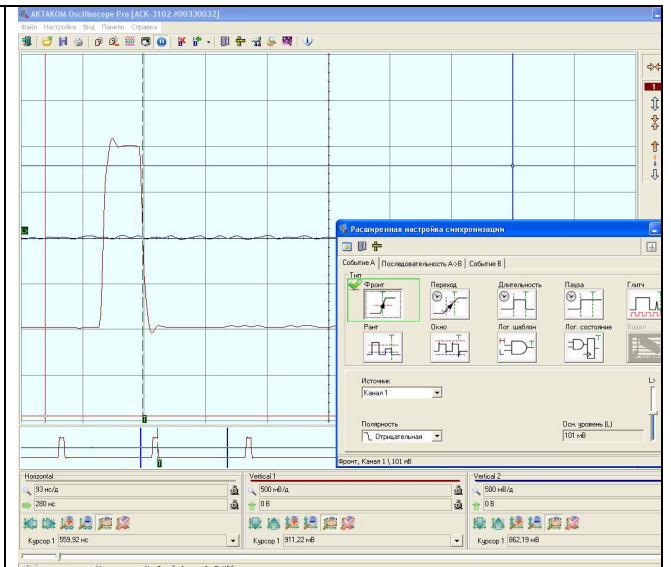 AKTAKOM Oscilloscope Pro [ACK-3102 #00330032]
Файл Настройки Вид Панели Справка
1
Расширенная настройка синхронизации
Событие A Последовательность A->B Событие B
Тип
Фронт Переход Длительность Пауза Глитч
Рант Окно Лог. шаблон Лог. состояние Видео
Источник
Канал 1
L>
Полярность
Отрицательная
Осн. уровень (L)
101 мВ
Фронт, Канал 1 \ 101 мВ
T
T
Horizontal Vertical 1 Vertical 2
93 нс/д 500 мВ/д 500 мВ/д
280 нс 0 В 0 В
Курсор 1 559,92 нс Курсор 1 911,22 мВ Курсор 1 862,19 мВ